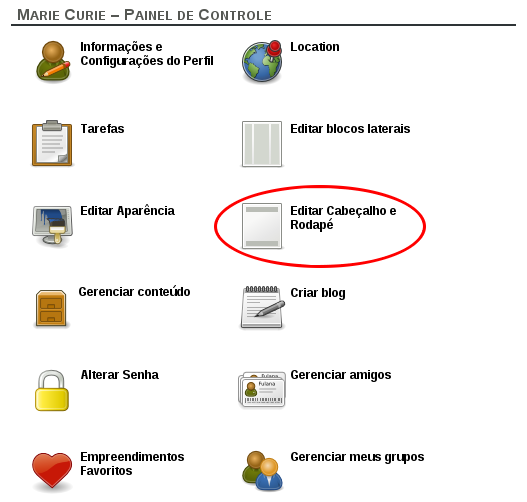 MARIE CURIE – PAINEL DE CONTROLE
Informações e
Configurações do Perfil
Location
Tarefas
Editar blocos laterais
Editar Aparência
Editar Cabeçalho e
Rodapé
Gerenciar conteúdo
Criar blog
Alterar Senha
Fulana
Fulana
Gerenciar amigos
Empreendimentos
Favoritos
Gerenciar meus grupos